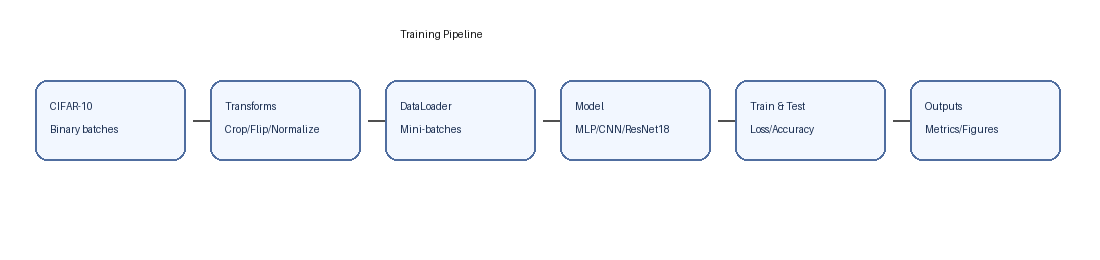 Training Pipeline
CIFAR-10
Binary batches
Transforms
Crop/Flip/Normalize
DataLoader
Mini-batches
Model
MLP/CNN/ResNet18
Train & Test
Loss/Accuracy
Outputs
Metrics/Figures